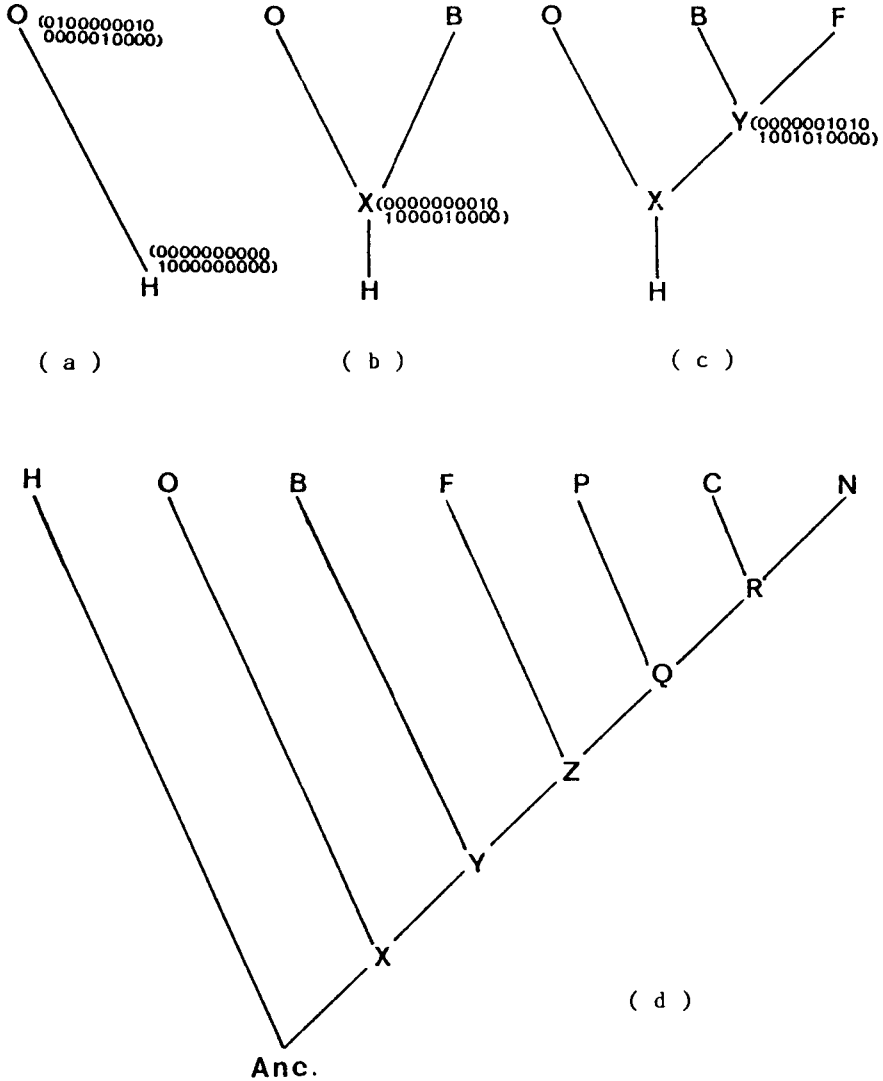 O (0100000010
0000010000)
(0000000000
1000000000)
H
( a )
O B
X (0000000010
1000010000)
H
( b )
O B F
Y (0000001010
1001010000)
X
H
( c )
H O B F P C N
R
Q
Z
Y
X
Anc.
( d )